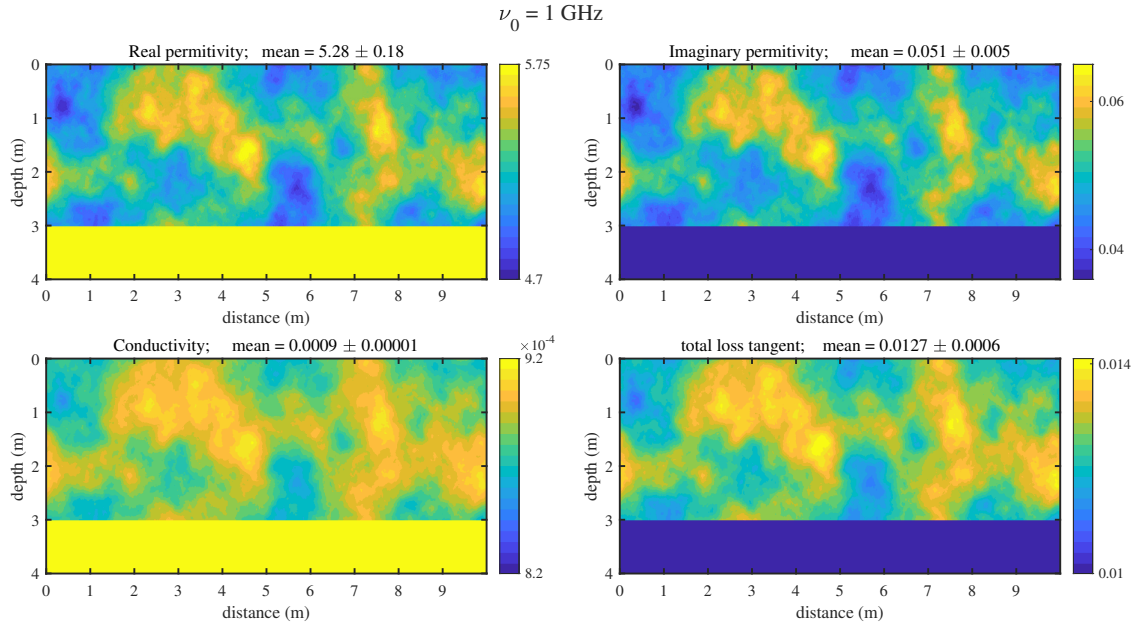 ν0 = 1 GHz
Real permitivity; mean = 5.28 ± 0.18
0
1
2
3
4
depth (m)
0 1 2 3 4 5 6 7 8 9
distance (m)
5.75
4.7
Imaginary permitivity; mean = 0.051 ± 0.005
0
1
2
3
4
depth (m)
0 1 2 3 4 5 6 7 8 9
distance (m)
0.06
0.04
Conductivity; mean = 0.0009 ± 0.00001
0
1
2
3
4
depth (m)
0 1 2 3 4 5 6 7 8 9
distance (m)
×10-4
9.2
8.2
total loss tangent; mean = 0.0127 ± 0.0006
0
1
2
3
4
depth (m)
0 1 2 3 4 5 6 7 8 9
distance (m)
0.014
0.01